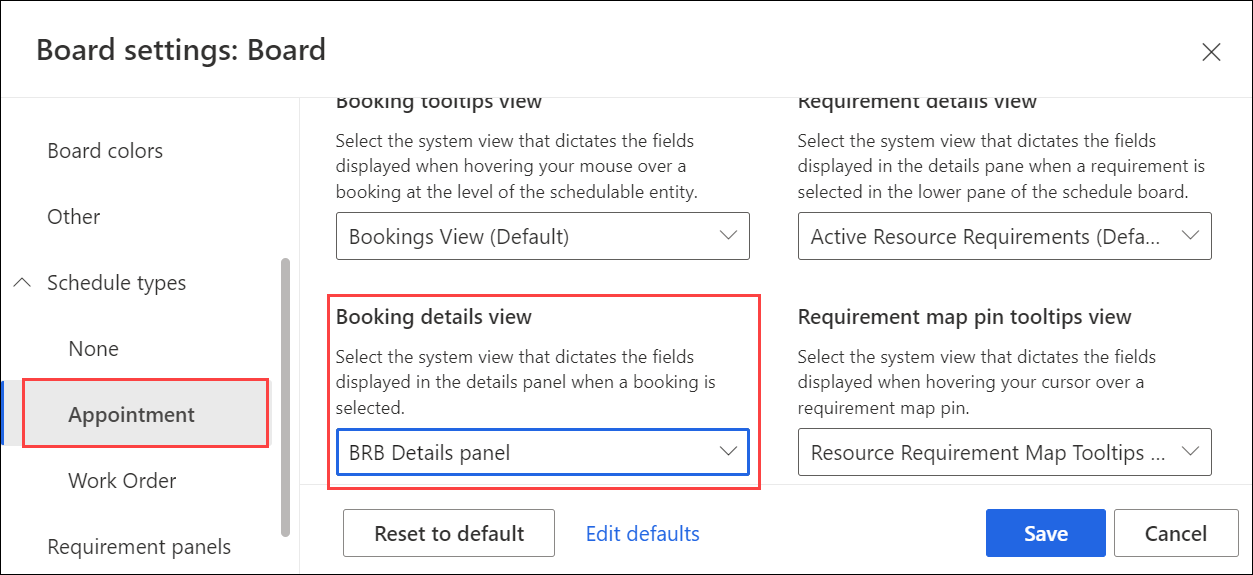 Board settings: Board
Board colors
Other
Schedule types
None
Appointment
Work Order
Requirement panels
Booking tooltips view
Select the system view that dictates the fields
displayed when hovering your mouse over a
booking at the level of the schedulable entity.
Bookings View (Default)
Requirement details view
Select the system view that dictates the fields
displayed in the details pane when a requirement is
selected in the lower pane of the schedule board.
Active Resource Requirements (Defa...
Booking details view
Select the system view that dictates the fields
displayed in the details panel when a booking is
selected.
BRB Details panel
Requirement map pin tooltips view
Select the system view that dictates the fields
displayed when hovering your cursor over a
requirement map pin.
Resource Requirement Map Tooltips ...
Reset to default
Edit defaults
Save
Cancel